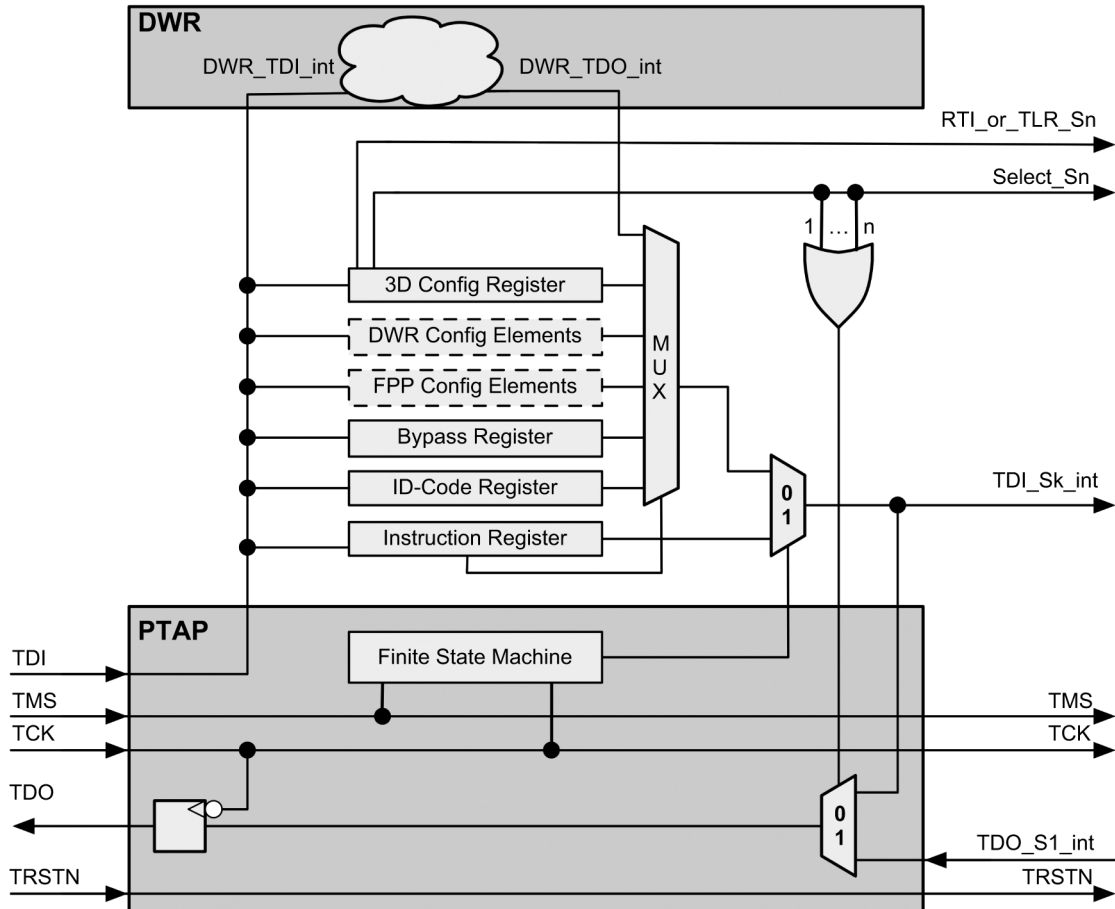 DWR
DWR_TDI_int
DWR_TDO_int
RTI_or_TLR_Sn
Select_Sn
1 ... n
3D Config Register
DWR Config Elements
FPP Config Elements
Bypass Register
ID-Code Register
Instruction Register
M
U
X
0
1
TDI_Sk_int
PTAP
Finite State Machine
TDI
TMS
TMS
TCK
TCK
TDO
0
1
TDO_S1_int
TRSTN
TRSTN